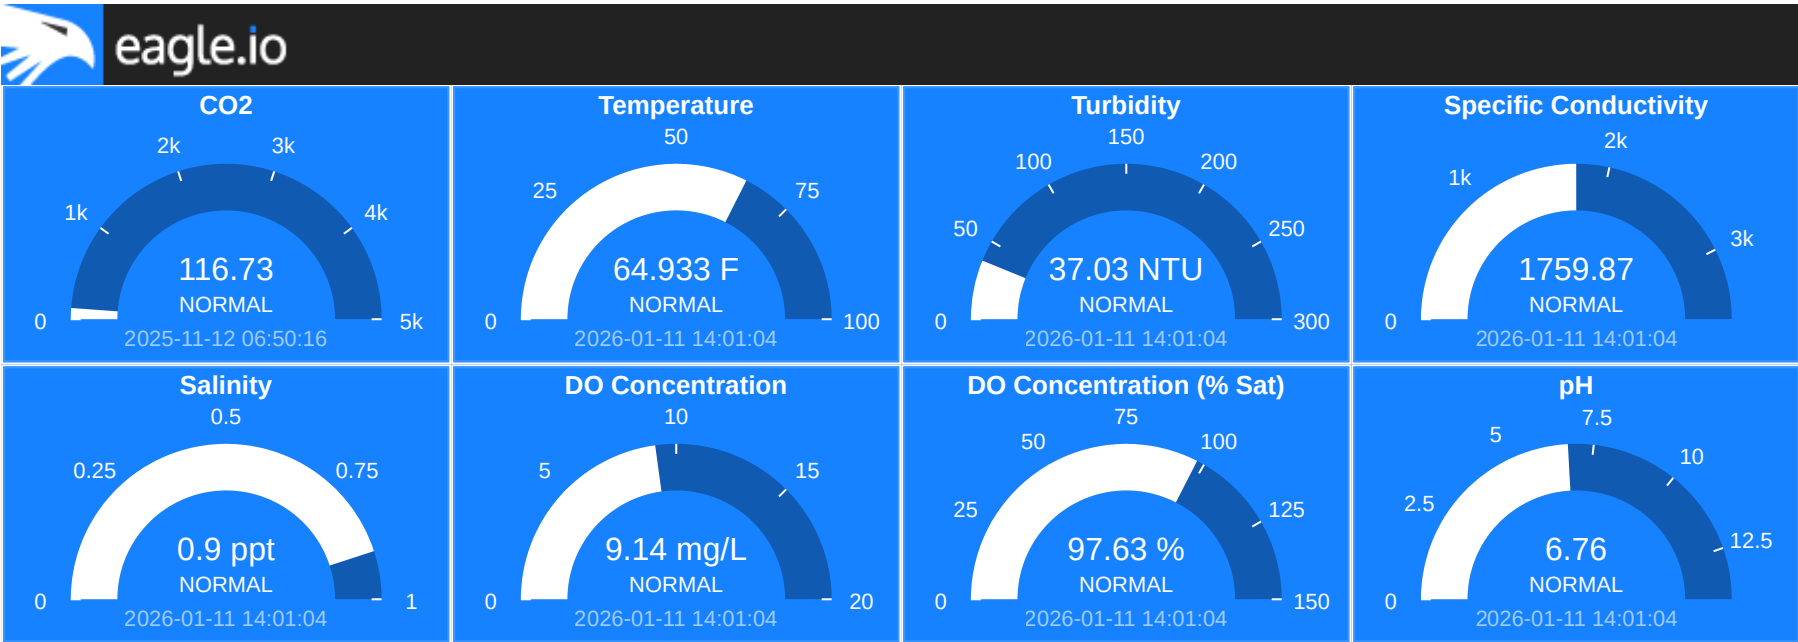 eagle.io
CO2
0
1k
2k
3k
4k
5k
116.73
NORMAL
2025-11-12 06:50:16
Temperature
0
25
50
75
100
64.933 F
NORMAL
2026-01-11 14:01:04
Turbidity
0
50
100
150
200
250
300
37.03 NTU
NORMAL
2026-01-11 14:01:04
Specific Conductivity
0
1k
2k
3k
1759.87
NORMAL
2026-01-11 14:01:04
Salinity
0
0.25
0.5
0.75
1
0.9 ppt
NORMAL
2026-01-11 14:01:04
DO Concentration
0
5
10
15
20
9.14 mg/L
NORMAL
2026-01-11 14:01:04
DO Concentration (% Sat)
0
25
50
75
100
125
150
97.63 %
NORMAL
2026-01-11 14:01:04
pH
0
2.5
5
7.5
10
12.5
6.76
NORMAL
2026-01-11 14:01:04